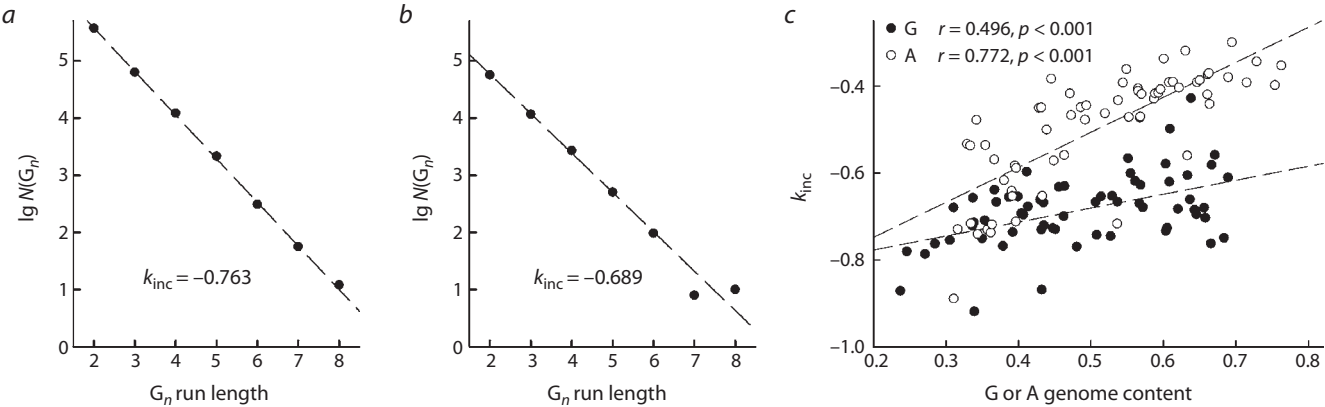 a
b
c
lg N(Gₙ)
5
4
3
2
1
0
k_inc = –0.763
2 3 4 5 6 7 8
Gₙ run length
lg N(Gₙ)
5
4
3
2
1
0
k_inc = –0.689
2 3 4 5 6 7 8
Gₙ run length
G r = 0.496, p < 0.001
A r = 0.772, p < 0.001
k_inc
–0.4
–0.6
–0.8
–1.0
0.2 0.3 0.4 0.5 0.6 0.7 0.8
G or A genome content